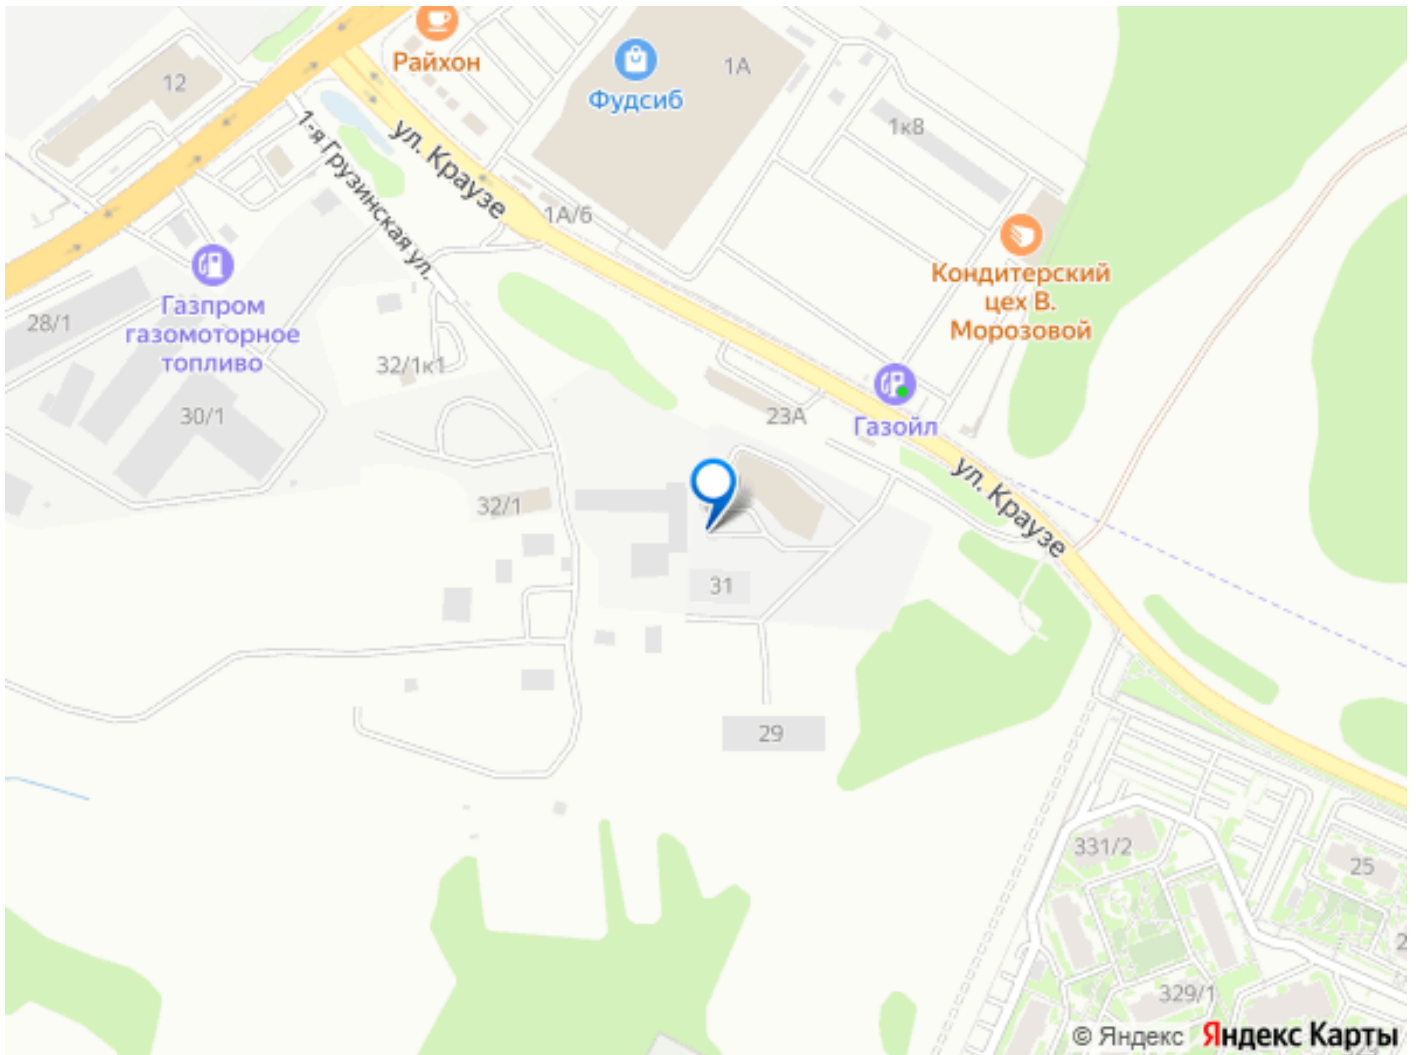 Райхон
12
Фудсиб
1А
1к8
1-я Грузинская ул.
ул. Краузе
1А/6
Кондитерский
цех В.
Морозовой
Газпром
газомоторное
топливо
28/1
32/1к1
30/1
23А
Газойл
ул. Краузе
32/1
31
29
331/2
25
2
329/1
© Яндекс Яндекс Карты